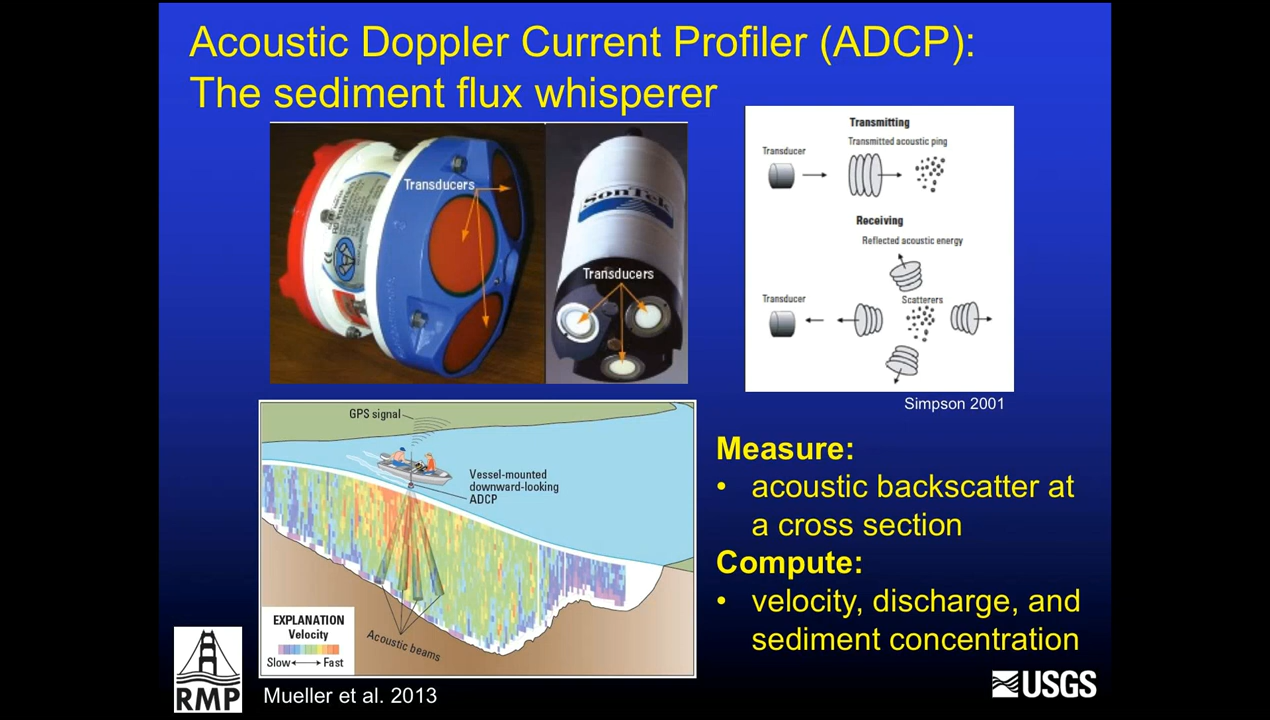 Acoustic Doppler Current Profiler (ADCP):
The sediment flux whisperer
Transducers
SonTek
Transducers
Transmitting
Transmitted acoustic ping
Transducer
Receiving
Reflected acoustic energy
Transducer
Scatterers
Simpson 2001
GPS signal
Vessel-mounted
downward-looking
ADCP
Acoustic beams
EXPLANATION
Velocity
Slow
Fast
Mueller et al. 2013
Measure:
• acoustic backscatter at
a cross section
Compute:
• velocity, discharge, and
sediment concentration
RMP
USGS